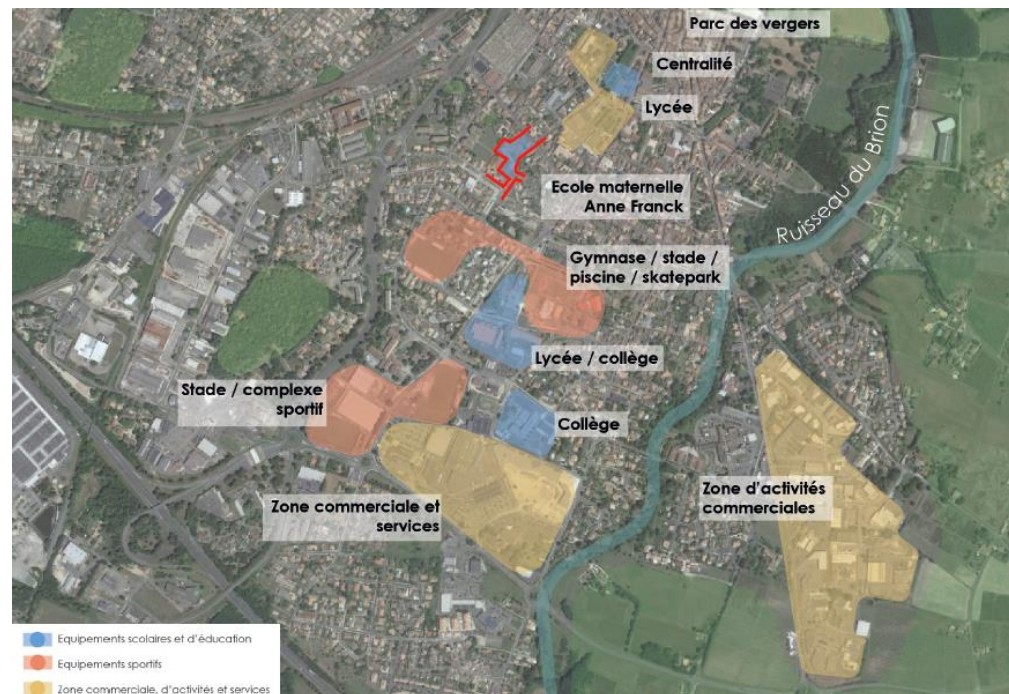 Parc des vergers
Centralité
Lycée
Ruisseau du Brion
Ecole maternelle
Anne Franck
Gymnase / stade /
piscine / skatepark
Lycée / collège
Stade / complexe
sportif
Collège
Zone commerciale et
services
Zone d'activités
commerciales
Equipements scolaires et d'éducation
Equipements sportifs
Zone commerciale, d'activités et services